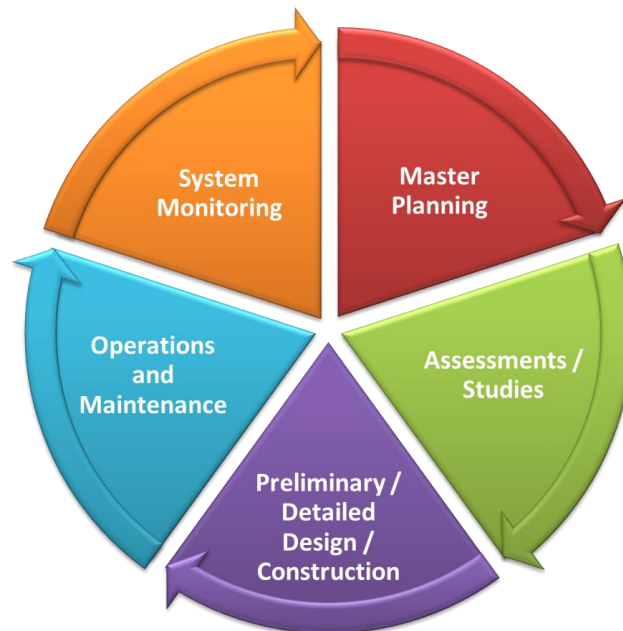 System
Monitoring
Master
Planning
Operations
and
Maintenance
Assessments /
Studies
Preliminary /
Detailed
Design /
Construction